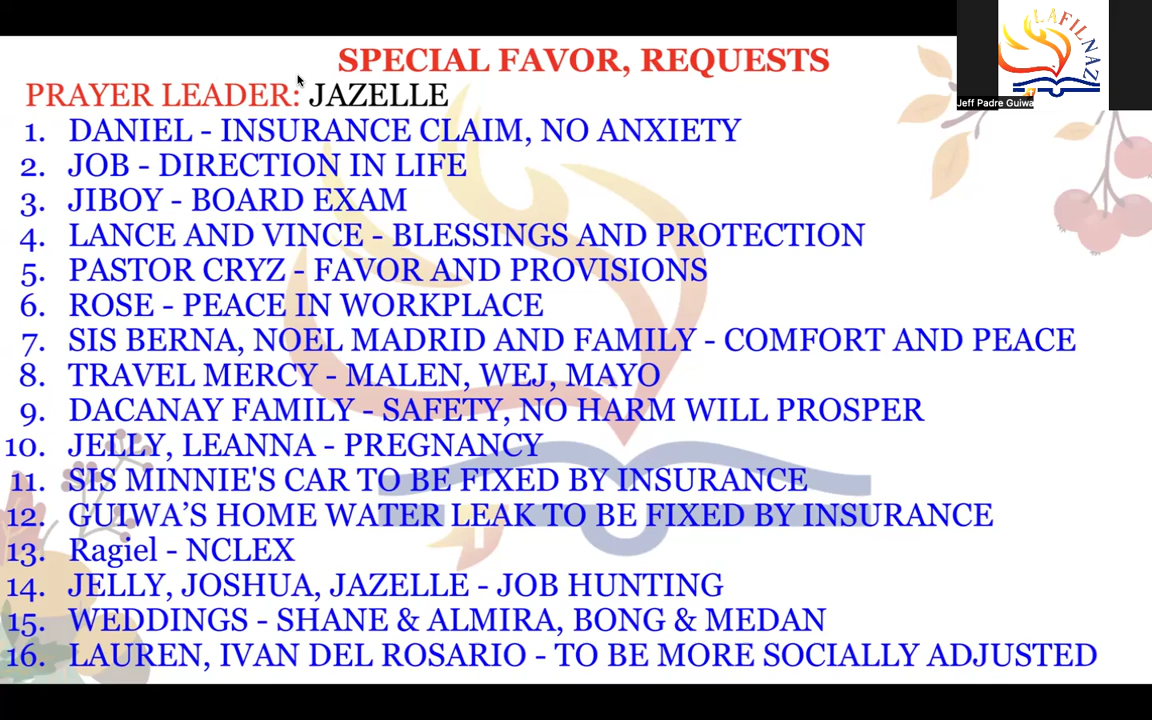 SPECIAL FAVOR, REQUESTS
PRAYER LEADER: JAZELLE
1. DANIEL - INSURANCE CLAIM, NO ANXIETY
2. JOB - DIRECTION IN LIFE
3. JIBOY - BOARD EXAM
4. LANCE AND VINCE - BLESSINGS AND PROTECTION
5. PASTOR CRYZ - FAVOR AND PROVISIONS
6. ROSE - PEACE IN WORKPLACE
7. SIS BERNA, NOEL MADRID AND FAMILY - COMFORT AND PEACE
8. TRAVEL MERCY - MALEN, WEJ, MAYO
9. DACANAY FAMILY - SAFETY, NO HARM WILL PROSPER
10. JELLY, LEANNA - PREGNANCY
11. SIS MINNIE'S CAR TO BE FIXED BY INSURANCE
12. GUIWA’S HOME WATER LEAK TO BE FIXED BY INSURANCE
13. Ragiel - NCLEX
14. JELLY, JOSHUA, JAZELLE - JOB HUNTING
15. WEDDINGS - SHANE & ALMIRA, BONG & MEDAN
16. LAUREN, IVAN DEL ROSARIO - TO BE MORE SOCIALLY ADJUSTED
LAFILNAZ
Jeff Padre Guiwa